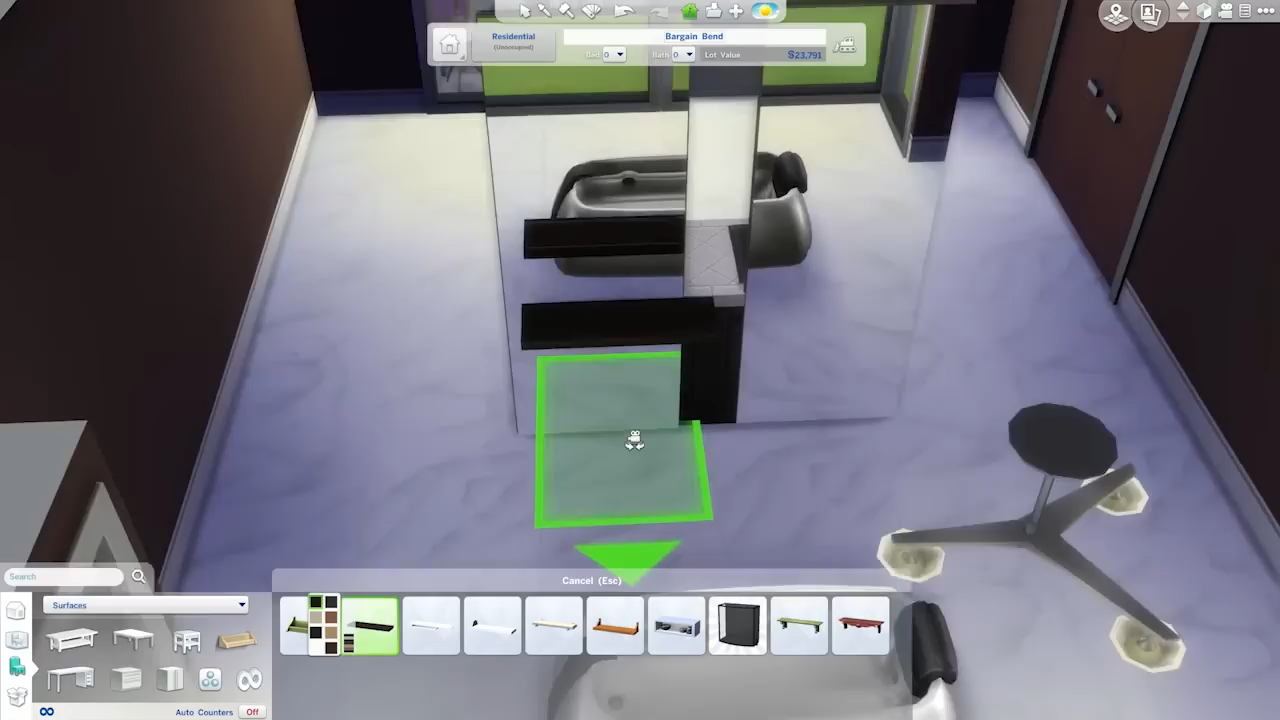 Residential
(Unoccupied)
Bargain Bend
Bed 0
Bath 0
Lot Value
§23,791
Cancel (Esc)
Search
Surfaces
Auto Counters
Off